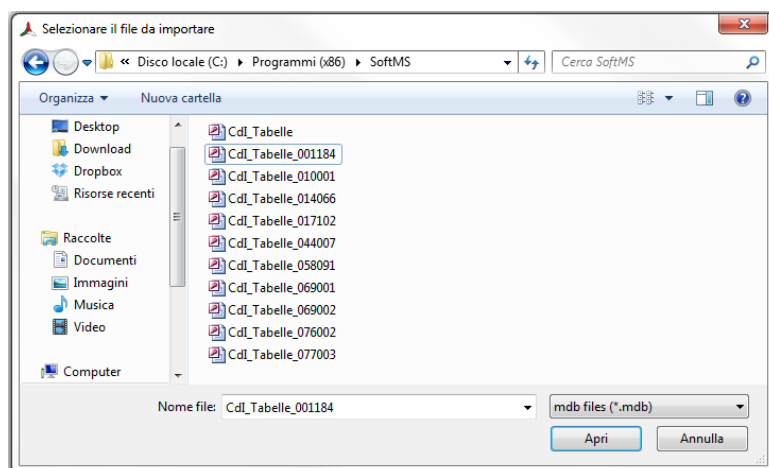 Selezionare il file da importare
« Disco locale (C:) Programmi (x86) SoftMS
Cerca SoftMS
Organizza Nuova cartella
Desktop
Download
Dropbox
Risorse recenti
Raccolte
Documenti
Immagini
Musica
Video
Computer
CdI_Tabelle
CdI_Tabelle_001184
CdI_Tabelle_010001
CdI_Tabelle_014066
CdI_Tabelle_017102
CdI_Tabelle_044007
CdI_Tabelle_058091
CdI_Tabelle_069001
CdI_Tabelle_069002
CdI_Tabelle_076002
CdI_Tabelle_077003
Nome file: CdI_Tabelle_001184
mdb files (*.mdb)
Apri Annulla